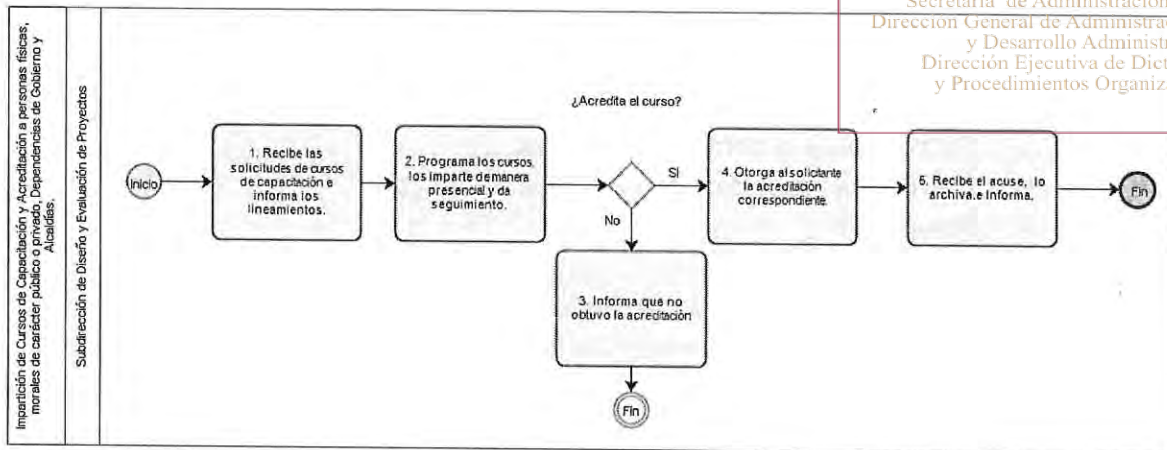 Secretaría de Administración
Dirección General de Administrac
y Desarrollo Administr
Dirección Ejecutiva de Dict
y Procedimientos Organiz
Impartición de Cursos de Capacitación y Acreditación a personas físicas,
morales de carácter público o privado, Dependencias de Gobierno y
Alcaldías.
Subdirección de Diseño y Evaluación de Proyectos
Inicio
1. Recibe las
solicitudes de cursos
de capacitación e
informa los
lineamientos.
2. Programa los cursos,
los imparte de manera
presencial y da
seguimiento.
¿Acredita el curso?
SI
No
3. Informa que no
obtuvo la acreditación
Fin
4. Otorga al solicitante
la acreditación
correspondiente.
5. Recibe el acuse, lo
archiva.e Informa.
Fin